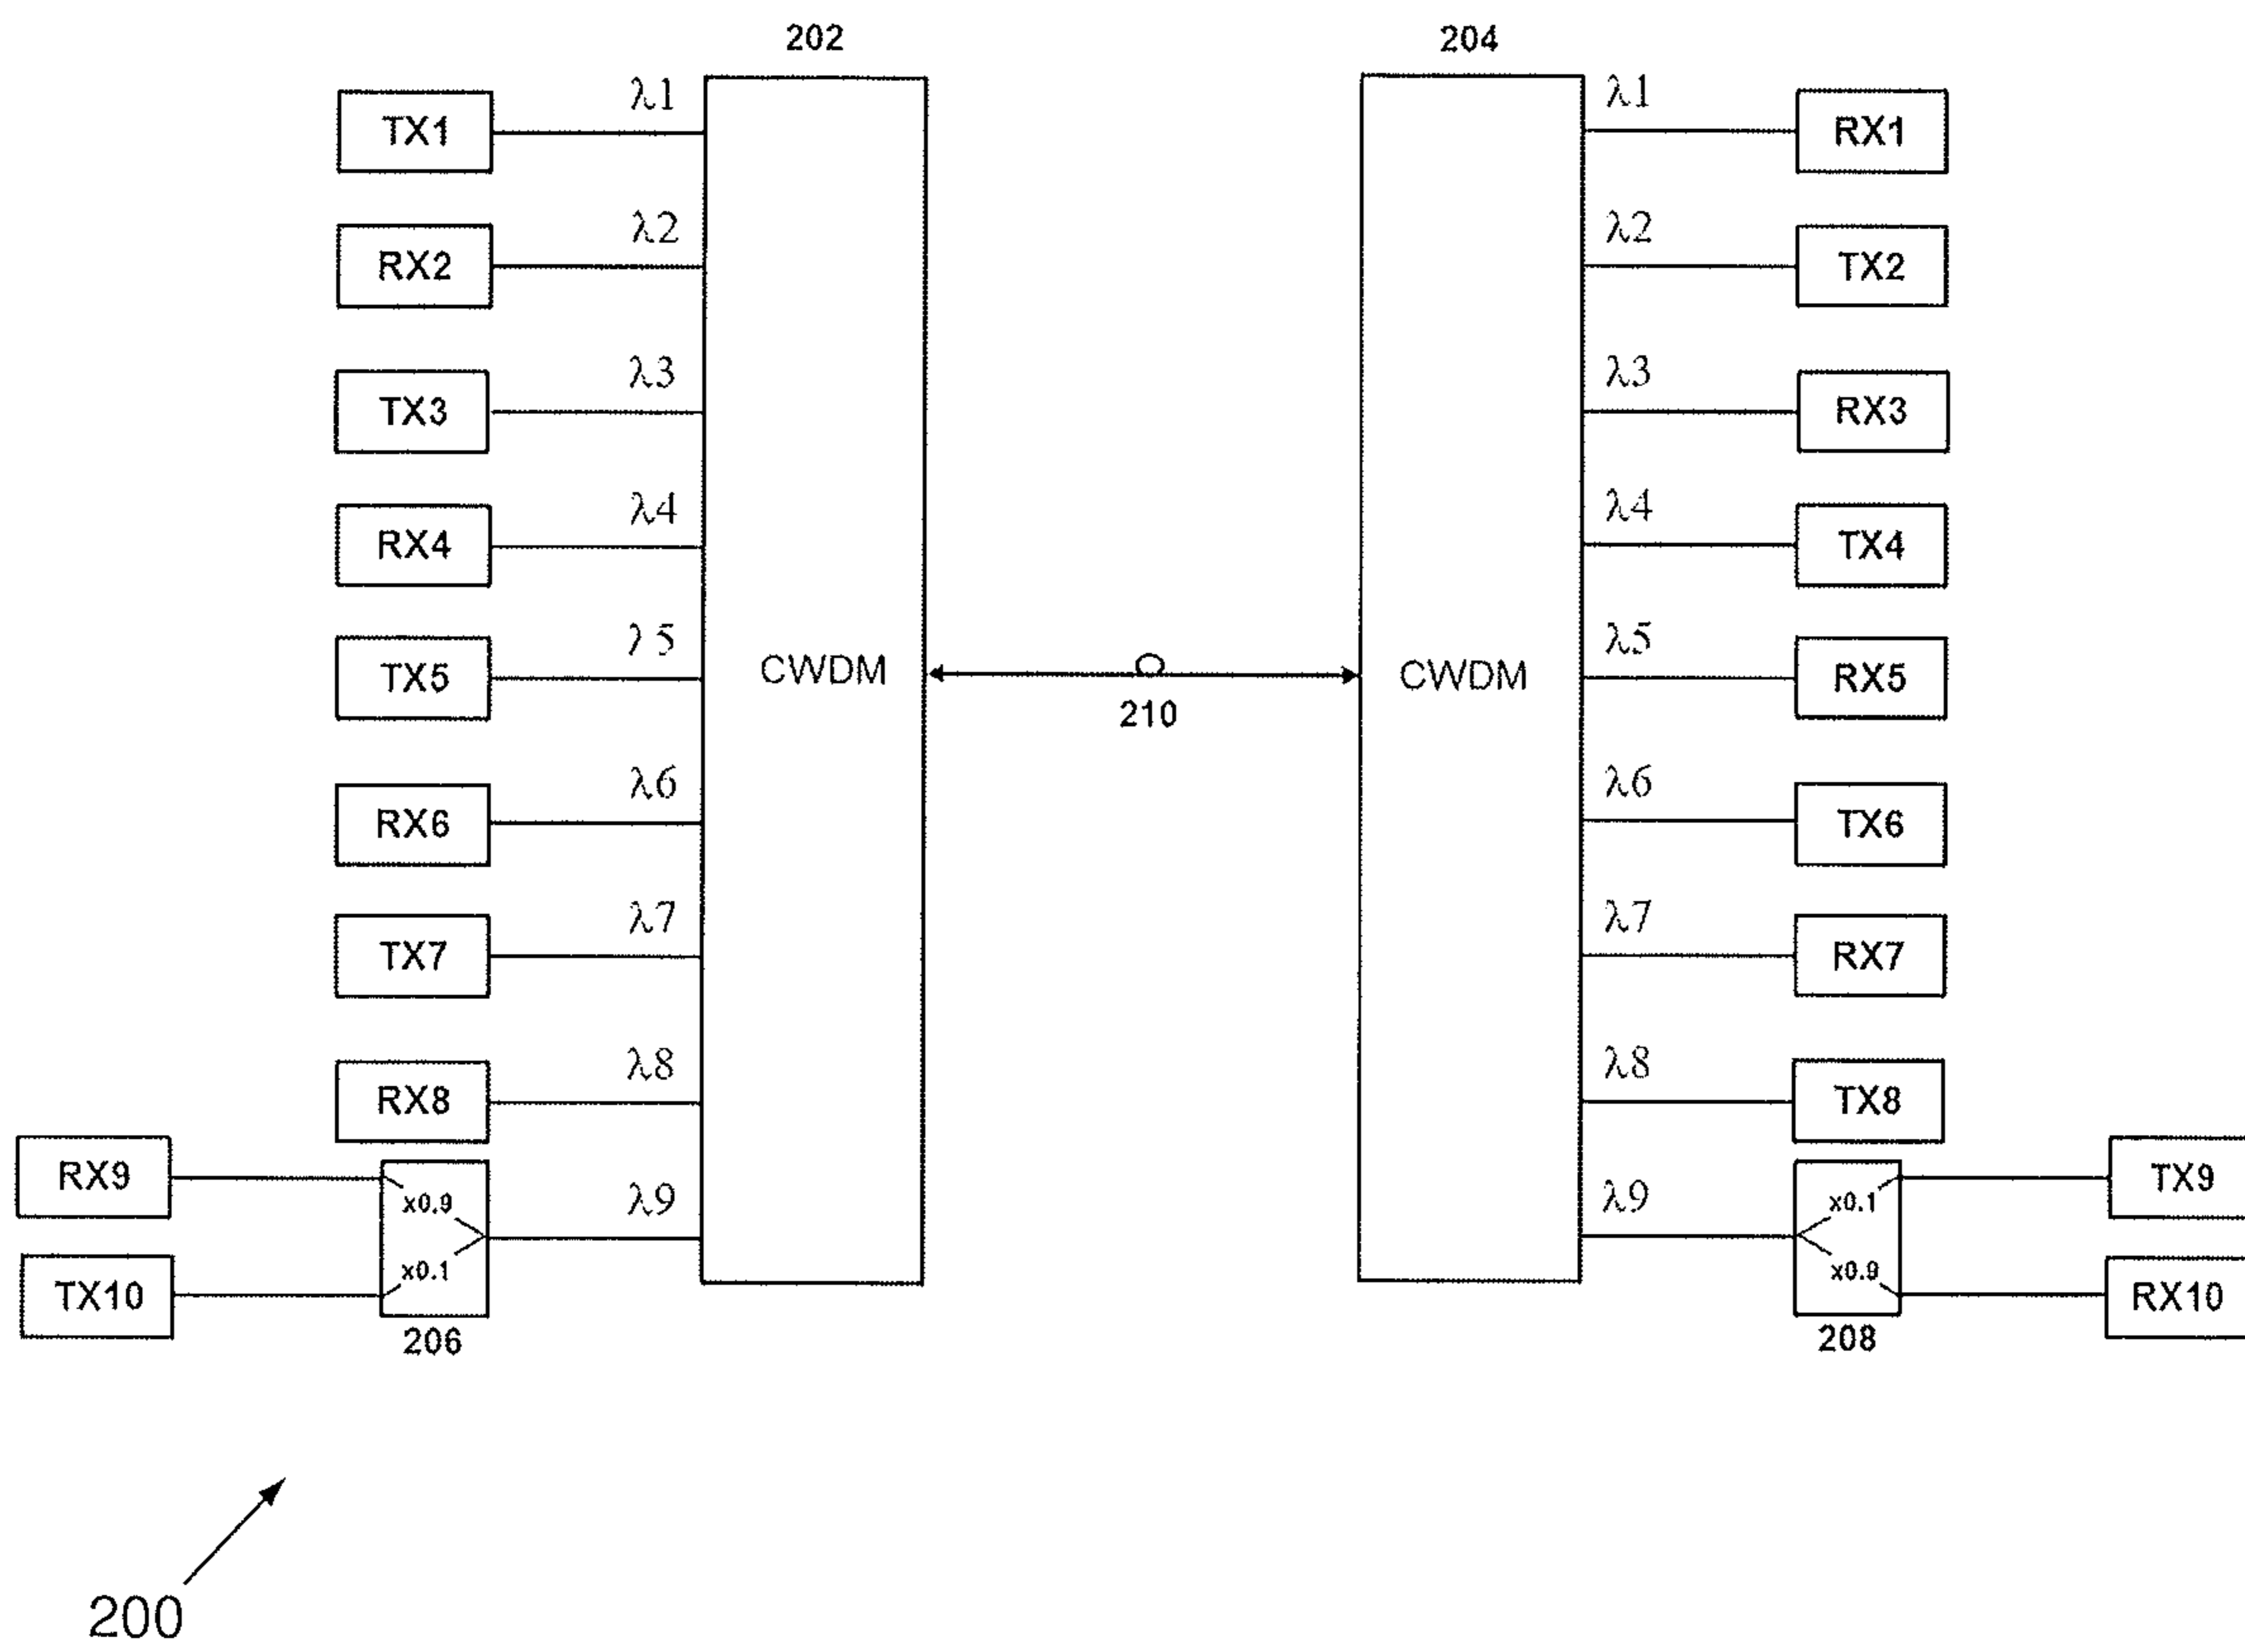 202
204
TX1
λ1
λ1
RX1
RX2
λ2
λ2
TX2
TX3
λ3
λ3
RX3
RX4
λ4
λ4
TX4
TX5
λ5
CWDM
210
CWDM
λ5
RX5
RX6
λ6
λ6
TX6
TX7
λ7
λ7
RX7
RX8
λ8
λ8
TX8
RX9
x0.9
λ9
λ9
x0.1
TX9
TX10
x0.1
x0.9
RX10
206
208
200